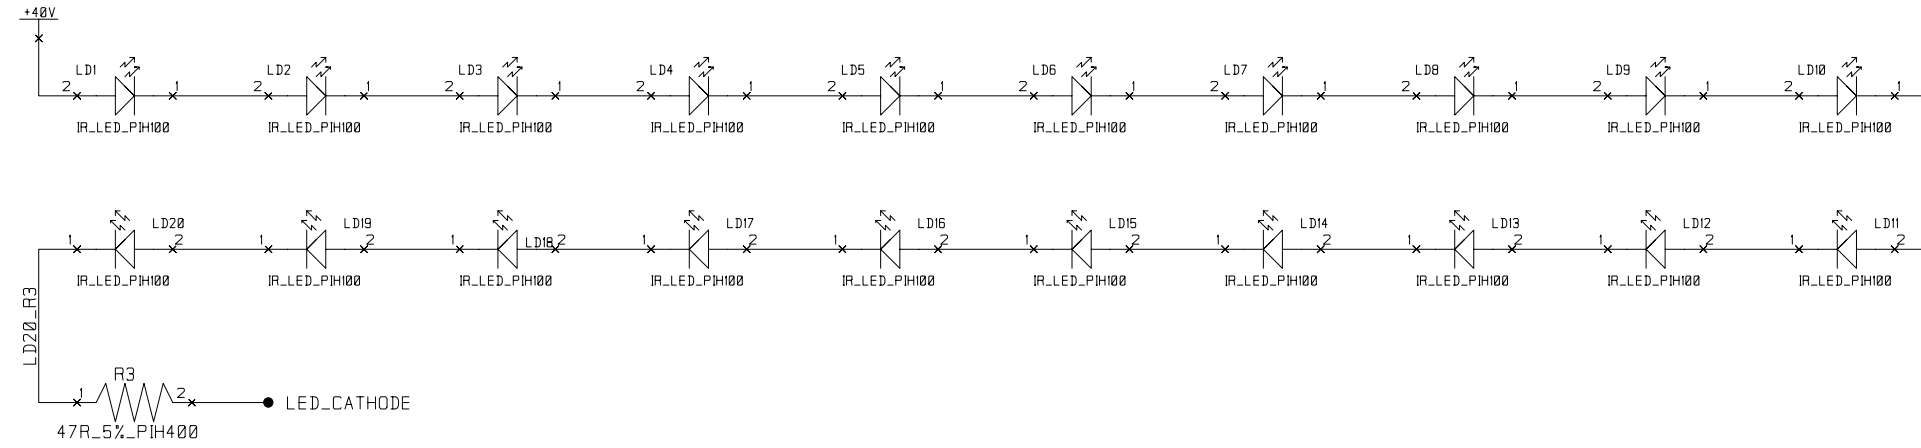 +40V
LD1 LD2 LD3 LD4 LD5 LD6 LD7 LD8 LD9 LD10
2 1 2 1 2 1 2 1 2 1 2 1 2 1 2 1 2 1 2 1
IR_LED_PIH100 IR_LED_PIH100 IR_LED_PIH100 IR_LED_PIH100 IR_LED_PIH100 IR_LED_PIH100 IR_LED_PIH100 IR_LED_PIH100 IR_LED_PIH100 IR_LED_PIH100
LD20 LD19 LD18 LD17 LD16 LD15 LD14 LD13 LD12 LD11
1 2 1 2 1 2 1 2 1 2 1 2 1 2 1 2 1 2 1 2
IR_LED_PIH100 IR_LED_PIH100 IR_LED_PIH100 IR_LED_PIH100 IR_LED_PIH100 IR_LED_PIH100 IR_LED_PIH100 IR_LED_PIH100 IR_LED_PIH100 IR_LED_PIH100
LD20_R3
R3
1 2 LED_CATHODE
47R_5%_PIH400